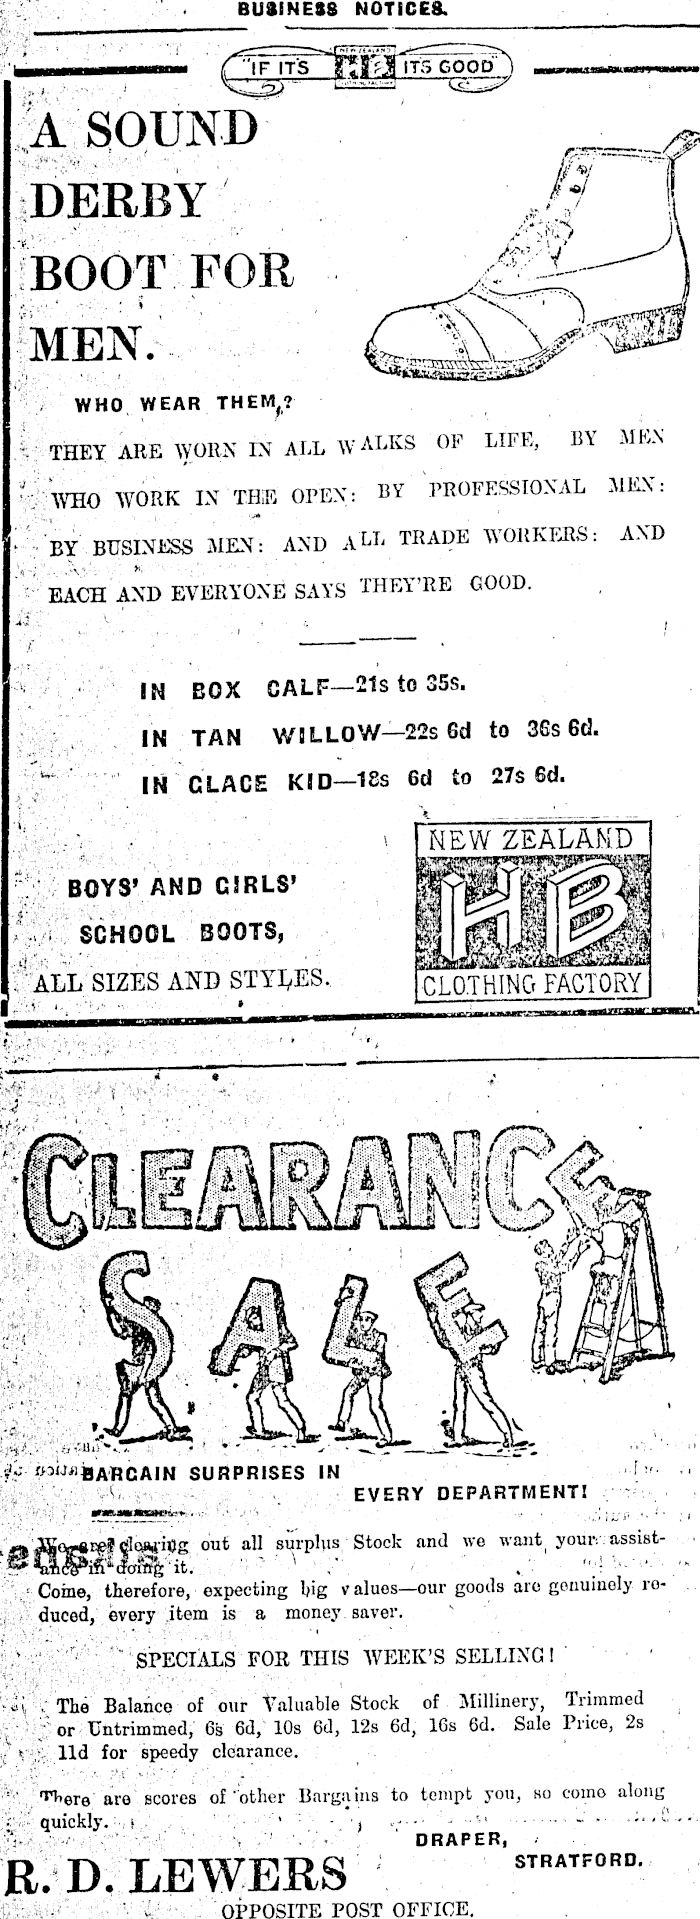 BUSINESS NOTICES.
"IF IT'S NEW ZEALAND HB CLOTHING FACTORY ITS GOOD"
A SOUND
DERBY
BOOT FOR
MEN.
WHO WEAR THEM,?
THEY ARE WORN IN ALL WALKS OF LIFE, BY MEN
WHO WORK IN THE OPEN: BY PROFESSIONAL MEN:
BY BUSINESS MEN: AND ALL TRADE WORKERS: AND
EACH AND EVERYONE SAYS THEY'RE GOOD.
IN BOX CALF—21s to 35s.
IN TAN WILLOW—22s 6d to 36s 6d.
IN GLACE KID—18s 6d to 27s 6d.
BOYS' AND GIRLS'
SCHOOL BOOTS,
ALL SIZES AND STYLES.
NEW ZEALAND
HB
CLOTHING FACTORY
CLEARANCE
SALE
BARGAIN SURPRISES IN
EVERY DEPARTMENT!
We are clearing out all surplus Stock and we want your assist-
ance in doing it.
Come, therefore, expecting big values—our goods are genuinely re-
duced, every item is a money saver.
SPECIALS FOR THIS WEEK'S SELLING!
The Balance of our Valuable Stock of Millinery, Trimmed
or Untrimmed, 6s 6d, 10s 6d, 12s 6d, 16s 6d. Sale Price, 2s
11d for speedy clearance.
There are scores of other Bargains to tempt you, so come along
quickly.
DRAPER,
STRATFORD.
R. D. LEWERS
OPPOSITE POST OFFICE.